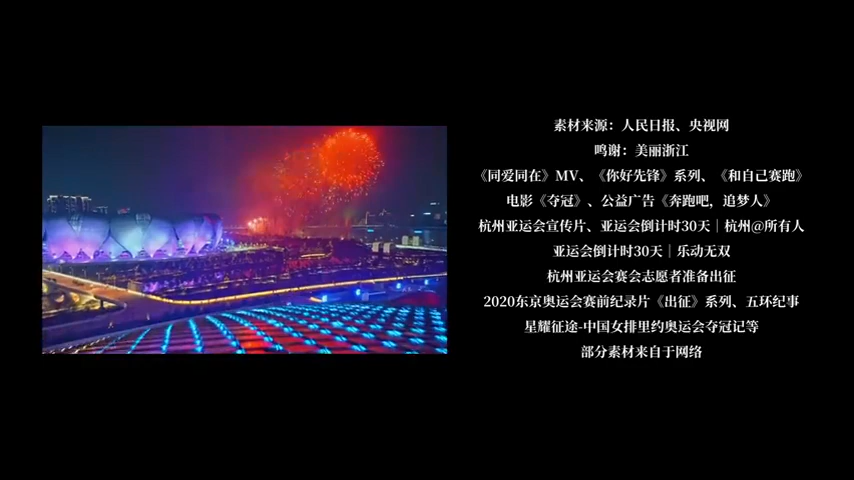 素材来源：人民日报、央视网
鸣谢：美丽浙江
《同爱同在》MV、《你好先锋》系列、《和自己赛跑》
电影《夺冠》、公益广告《奔跑吧，追梦人》
杭州亚运会宣传片、亚运会倒计时30天｜杭州@所有人
亚运会倒计时30天｜乐动无双
杭州亚运会赛会志愿者准备出征
2020东京奥运会赛前纪录片《出征》系列、五环纪事
星耀征途-中国女排里约奥运会夺冠记等
部分素材来自于网络